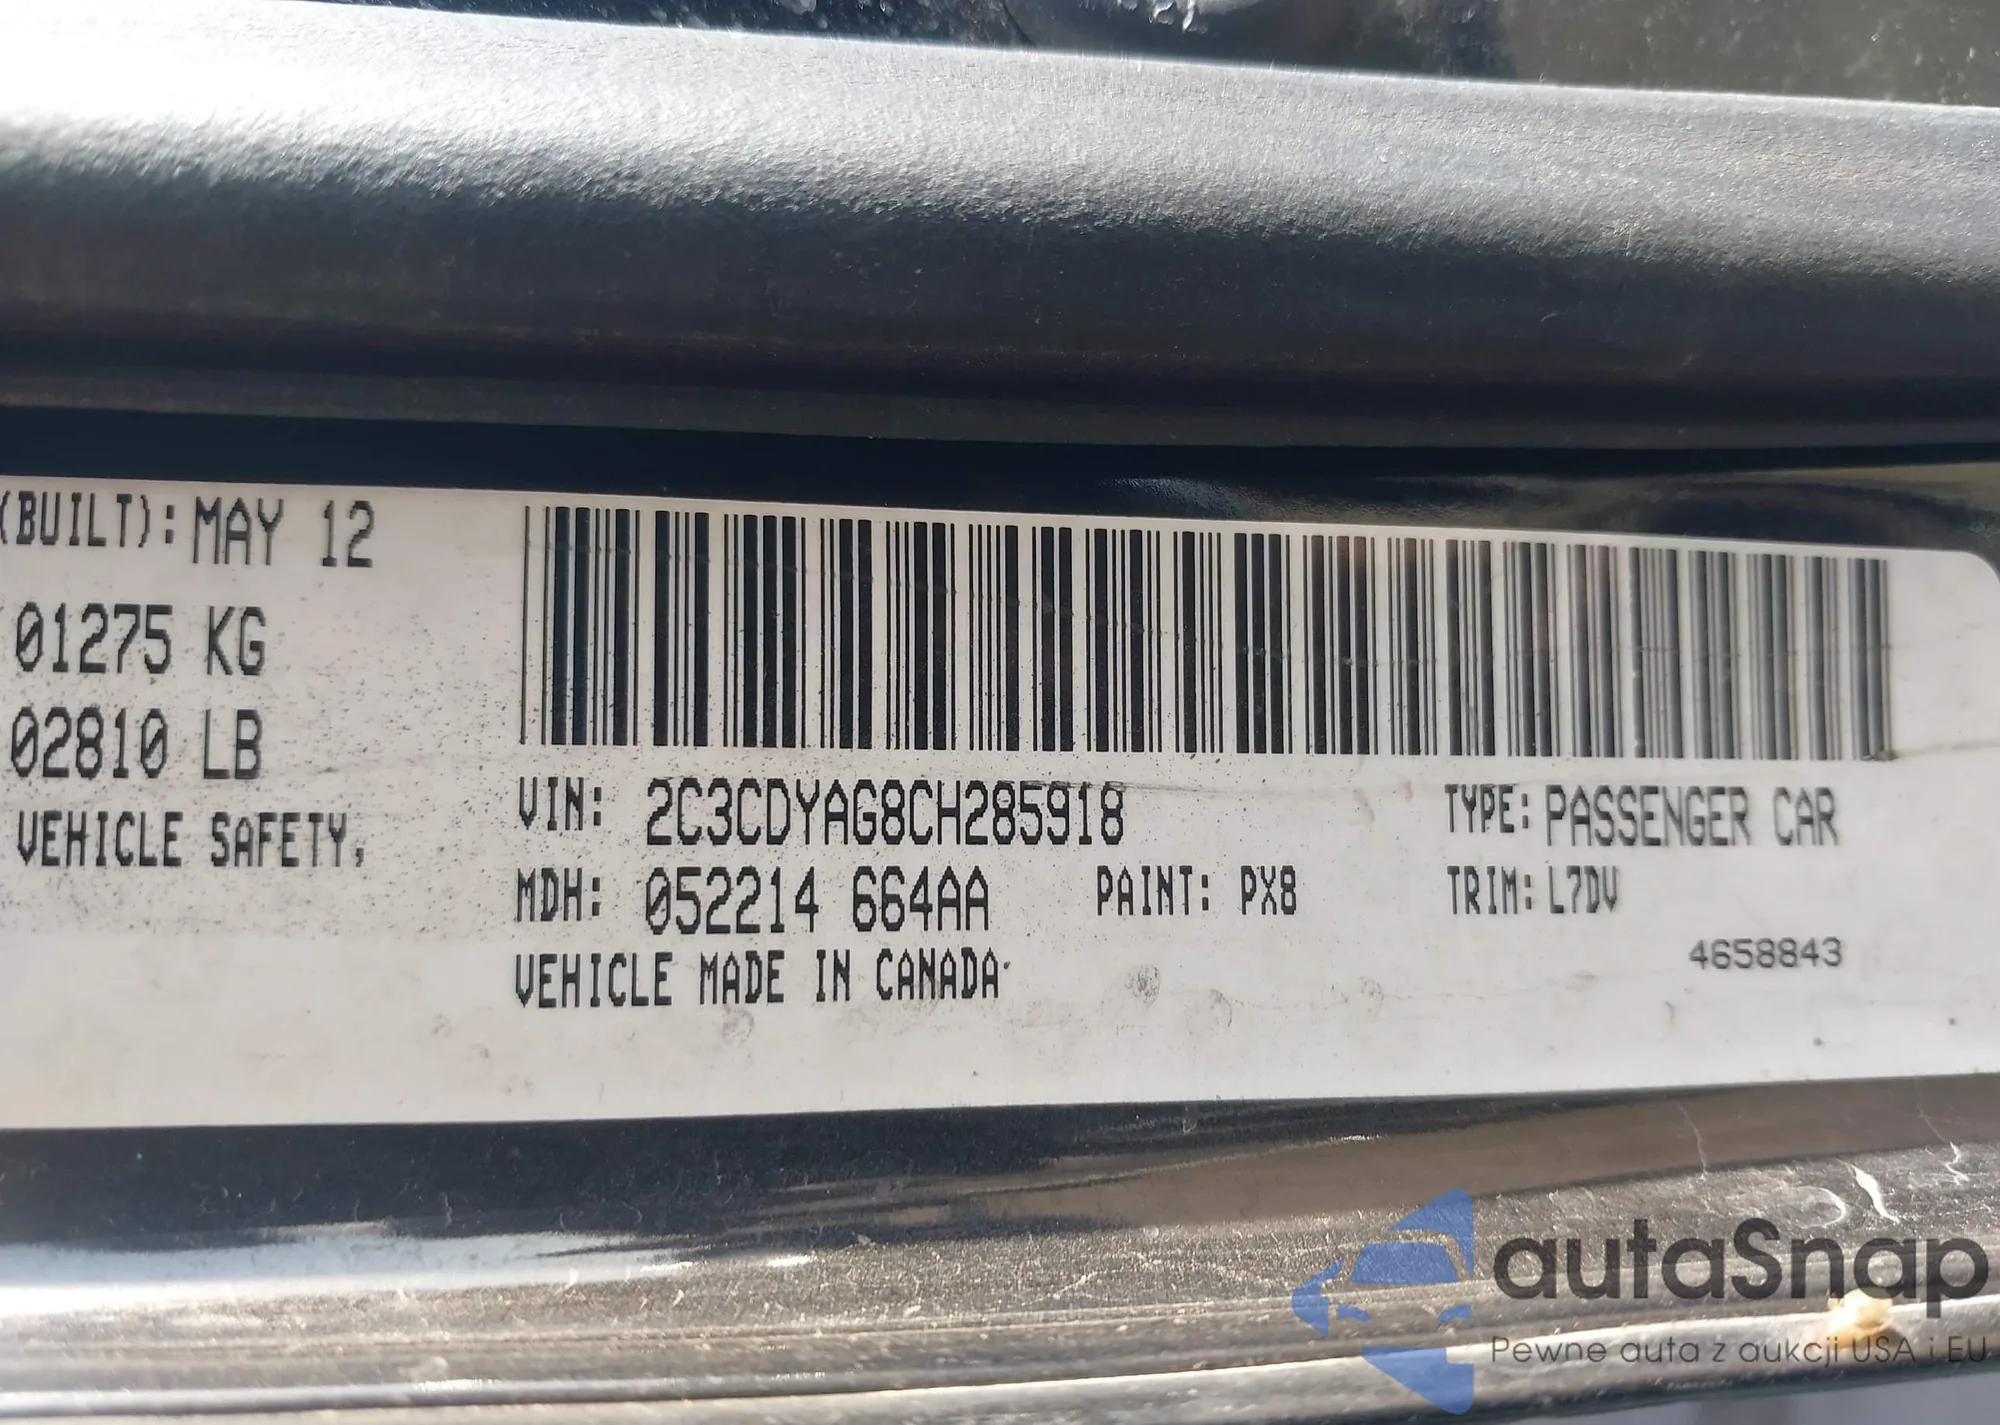 (BUILT): MAY 12
01275 KG
02810 LB
VEHICLE SAFETY,
VIN: 2C3CDYAG8CH285918
TYPE: PASSENGER CAR
MDH: 052214 664AA
PAINT: PX8
TRIM: L7DV
VEHICLE MADE IN CANADA
4658843
autaSnap
Pewne auta z aukcji USA i EU